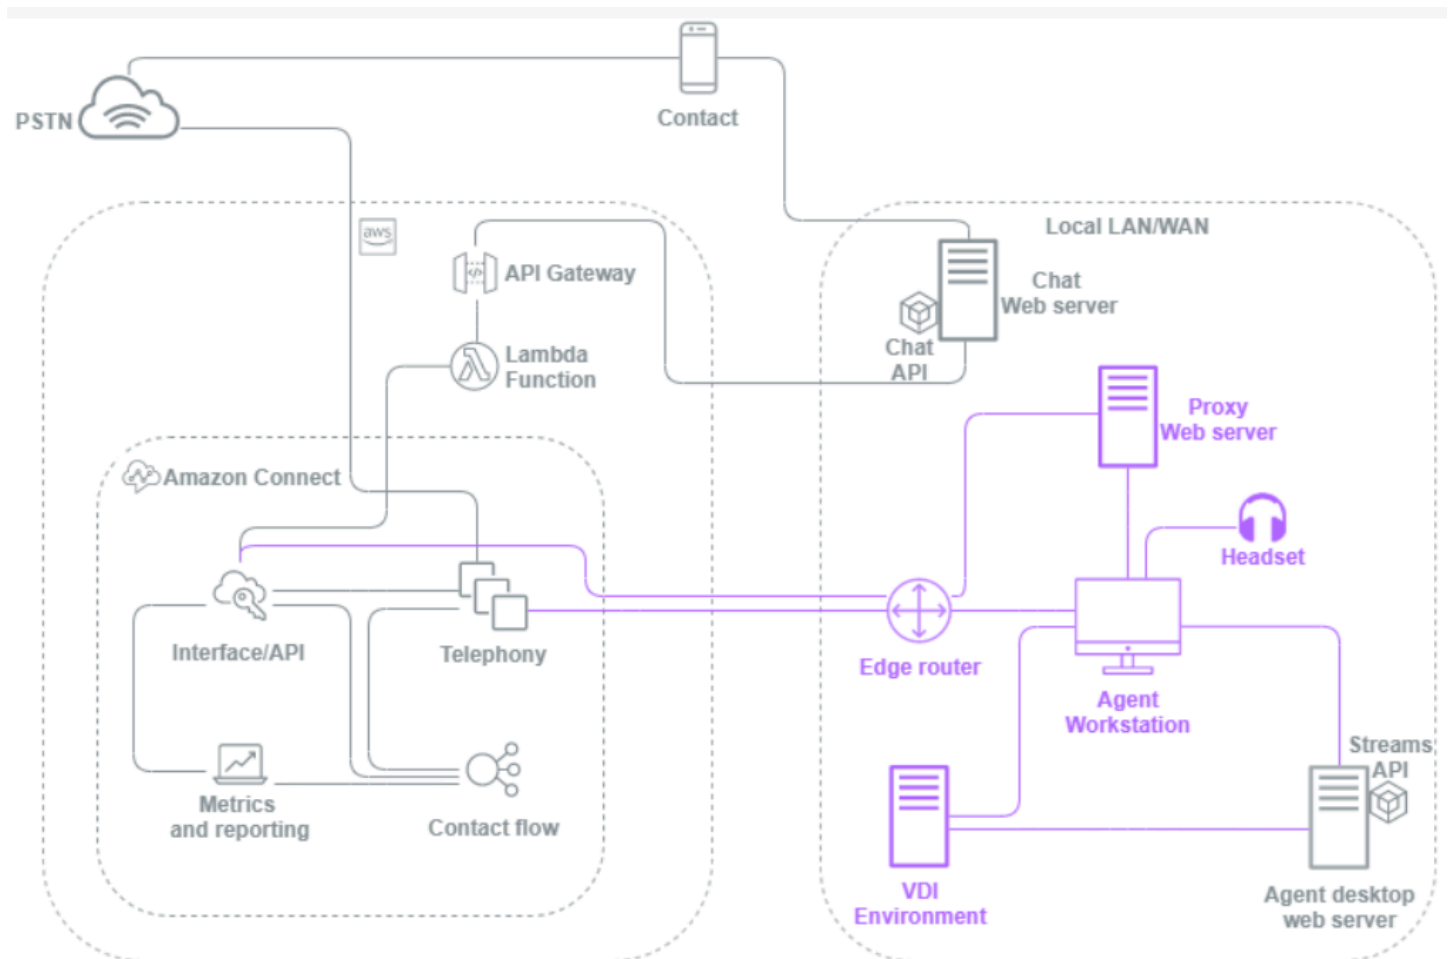 PSTN
Contact
aws
Local LAN/WAN
API Gateway
Chat
Web server
Chat
API
Lambda
Function
Proxy
Web server
Amazon Connect
Headset
Interface/API
Telephony
Edge router
Agent
Workstation
Streams
API
Metrics
and reporting
Contact flow
VDI
Environment
Agent desktop
web server